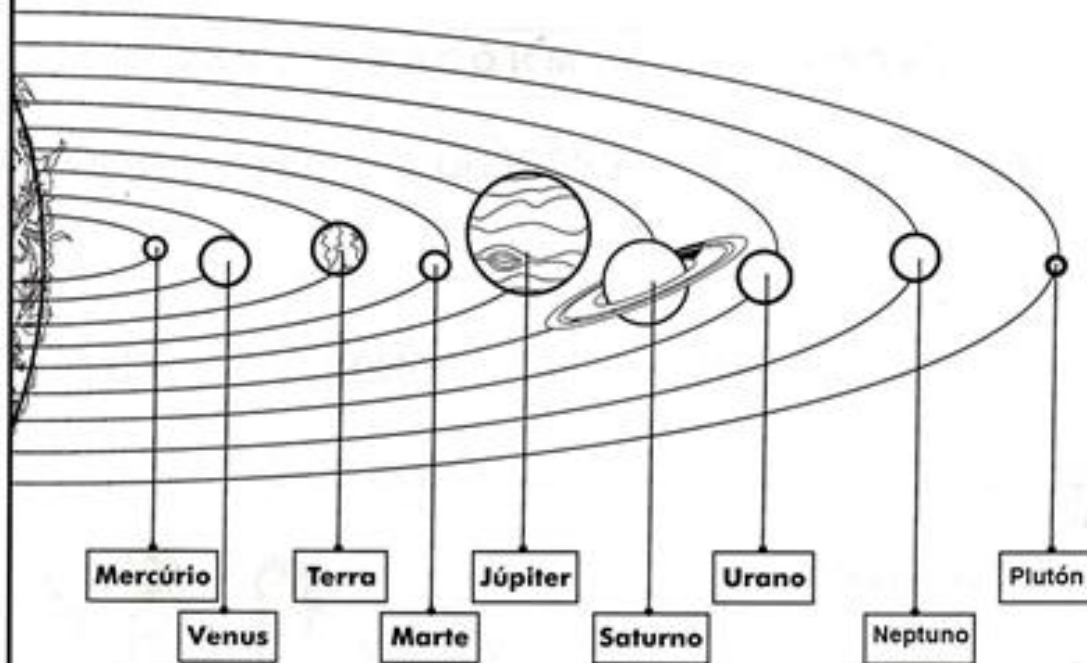 Mercúrio
Venus
Terra
Marte
Júpiter
Saturno
Urano
Neptuno
Plutón